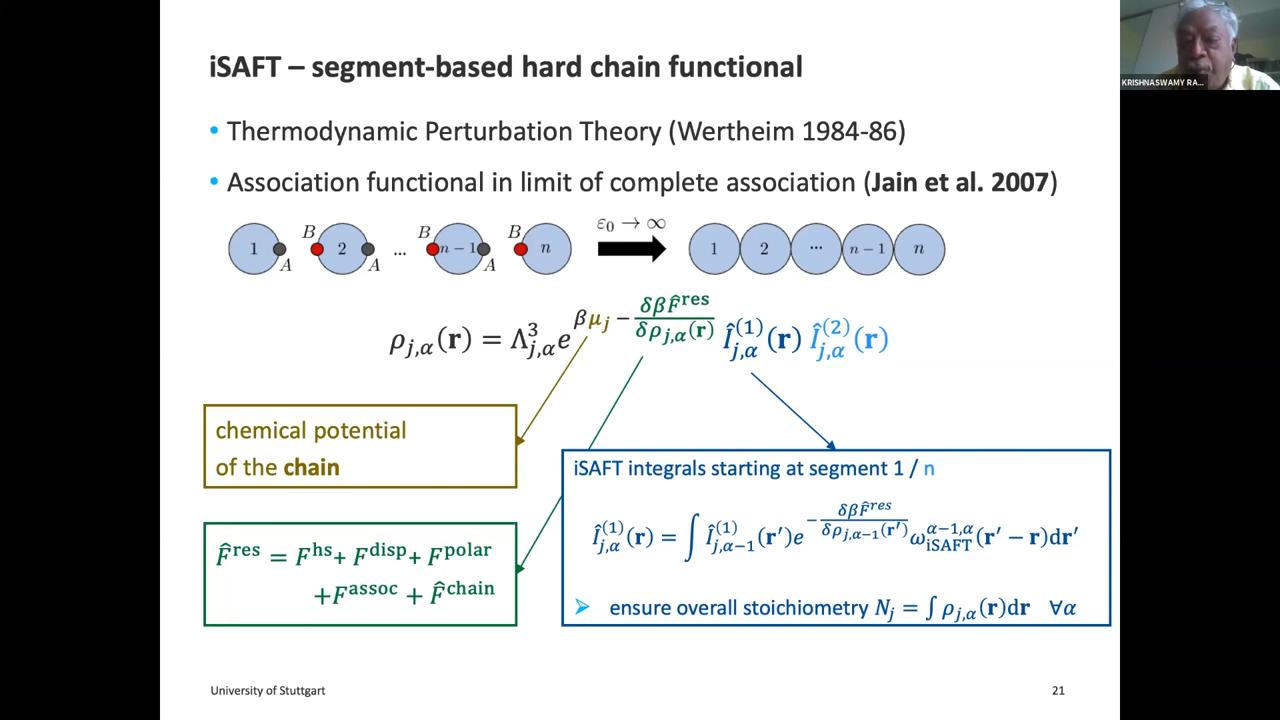 iSAFT – segment-based hard chain functional
• Thermodynamic Perturbation Theory (Wertheim 1984-86)
• Association functional in limit of complete association (Jain et al. 2007)
1 A B 2 A ... B n − 1 A B n ε₀ → ∞ 1 2 ... n − 1 n
ρ_{j,α}(𝐫) = Λ³_{j,α} e^{βμ_j − δβF̂^{res}/δρ_{j,α}(𝐫)} Î^{(1)}_{j,α}(𝐫) Î^{(2)}_{j,α}(𝐫)
chemical potential
of the chain
iSAFT integrals starting at segment 1 / n
Î^{(1)}_{j,α}(𝐫) = ∫ Î^{(1)}_{j,α−1}(𝐫′) e^{− δβF̂^{res}/δρ_{j,α−1}(𝐫′)} ω^{α−1,α}_{iSAFT}(𝐫′ − 𝐫)d𝐫′
➢ ensure overall stoichiometry N_j = ∫ ρ_{j,α}(𝐫)d𝐫 ∀α
F̂^{res} = F^{hs}+ F^{disp}+ F^{polar}
+F^{assoc} + F̂^{chain}
University of Stuttgart
21
KRISHNASWAMY RA...